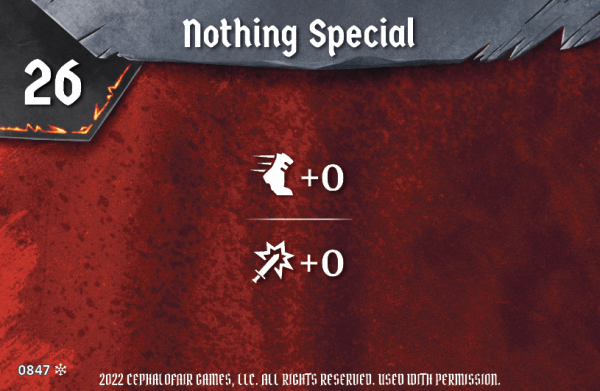 Nothing Special
26
+0
+0
0847
2022 CEPHALOFAIR GAMES, LLC. ALL RIGHTS RESERVED. USED WITH PERMISSION.